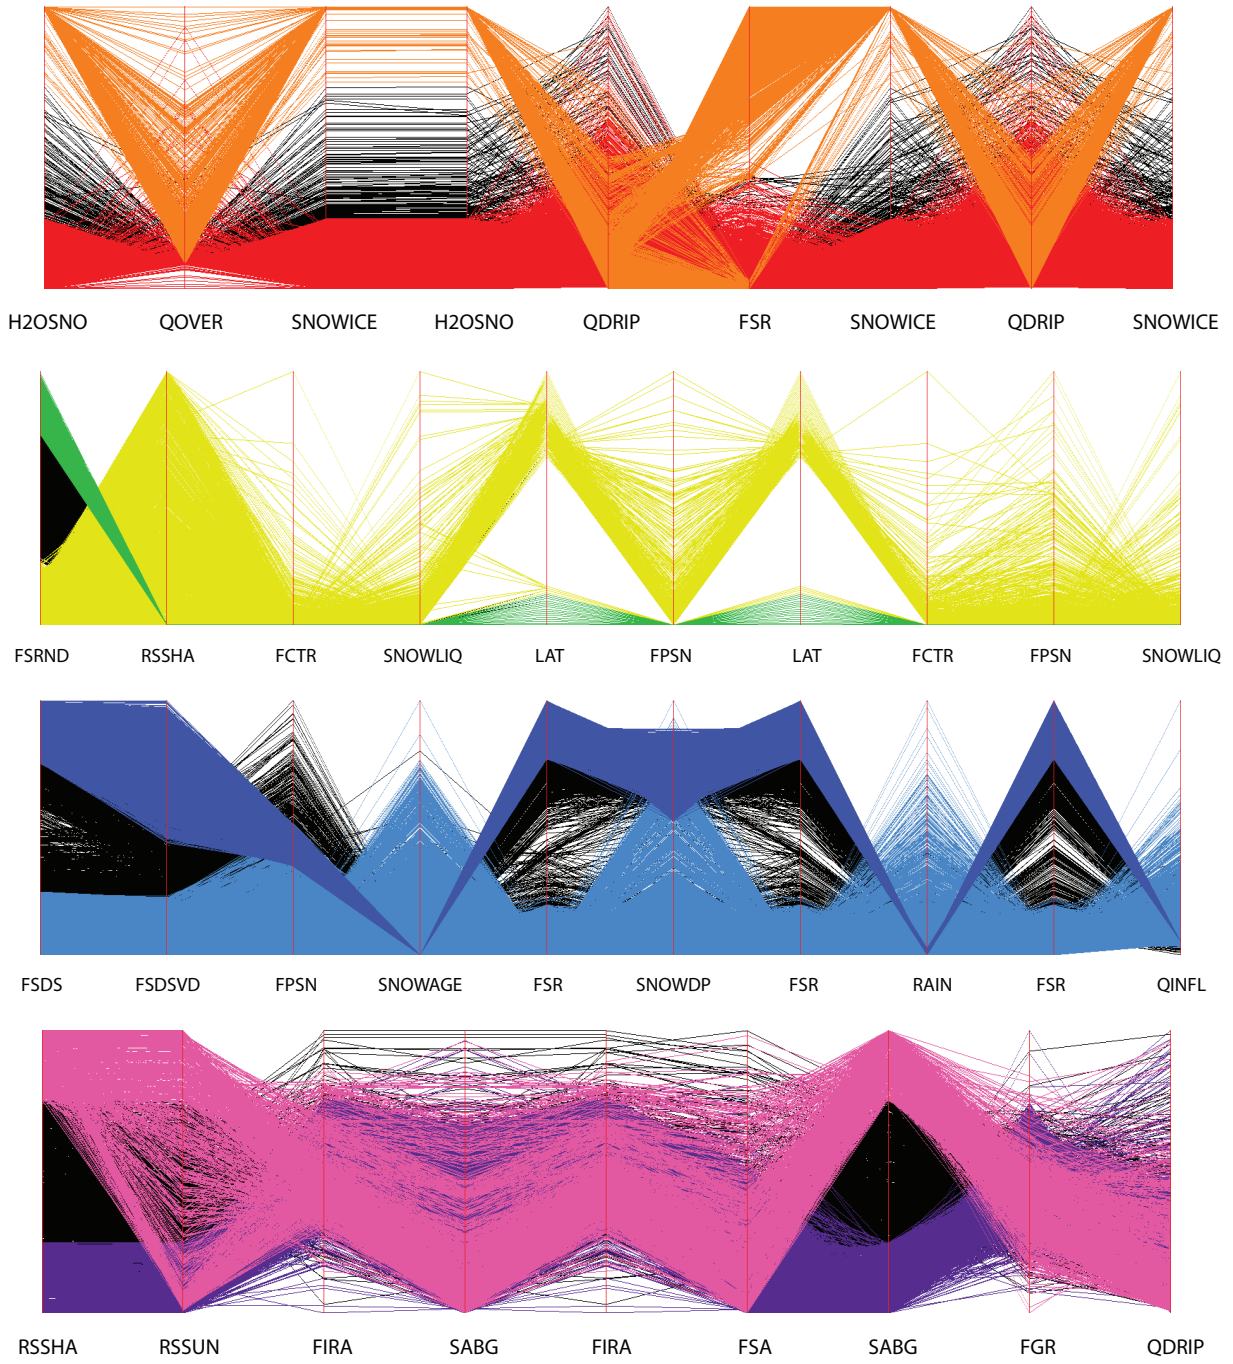 H2OSNO QOVER SNOWICE H2OSNO QDRIP FSR SNOWICE QDRIP SNOWICE
FSRND RSSHA FCTR SNOWLIQ LAT FPSN LAT FCTR FPSN SNOWLIQ
FSDS FSDSVD FPSN SNOWAGE FSR SNOWDP FSR RAIN FSR QINFL
RSSHA RSSUN FIRA SABG FIRA FSA SABG FGR QDRIP